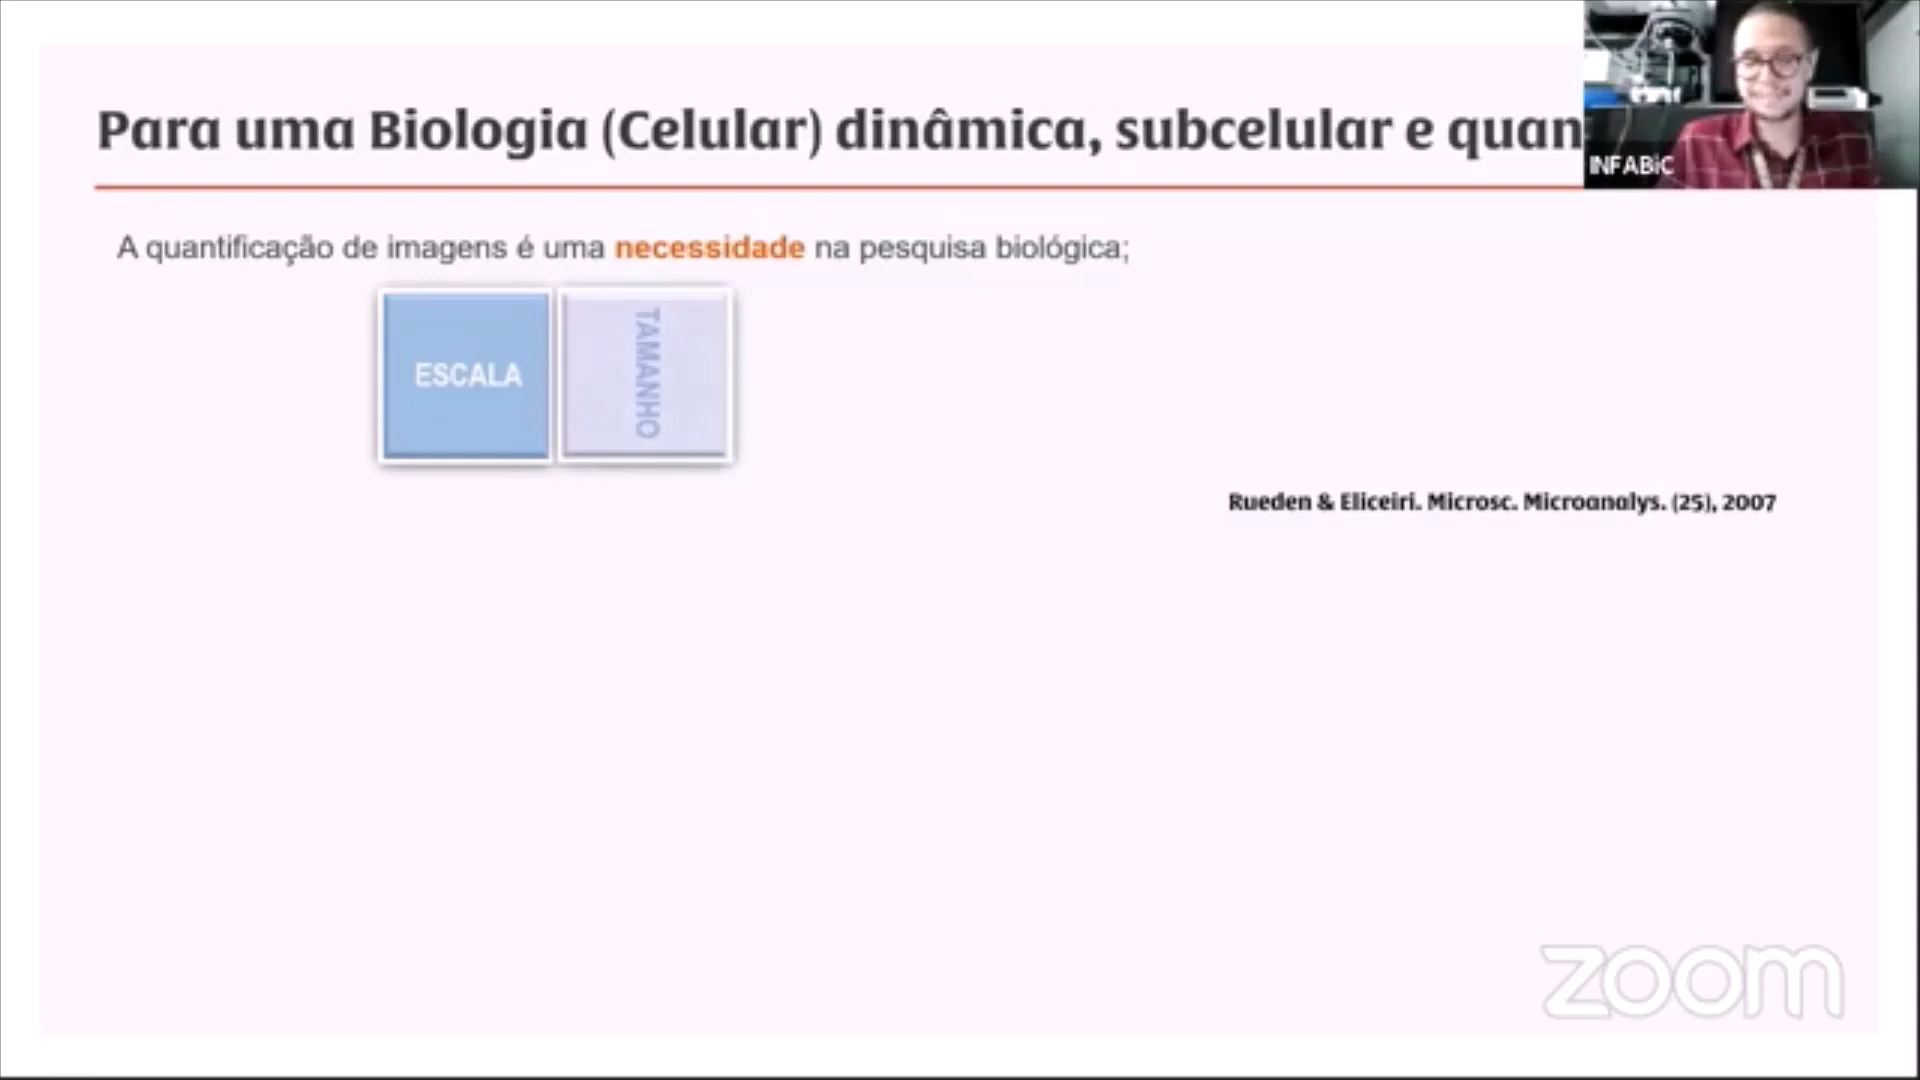 Para uma Biologia (Celular) dinâmica, subcelular e quan
INFABiC
A quantificação de imagens é uma necessidade na pesquisa biológica;
ESCALA
TAMANHO
Rueden & Eliceiri. Microsc. Microanalys. (25), 2007
zoom